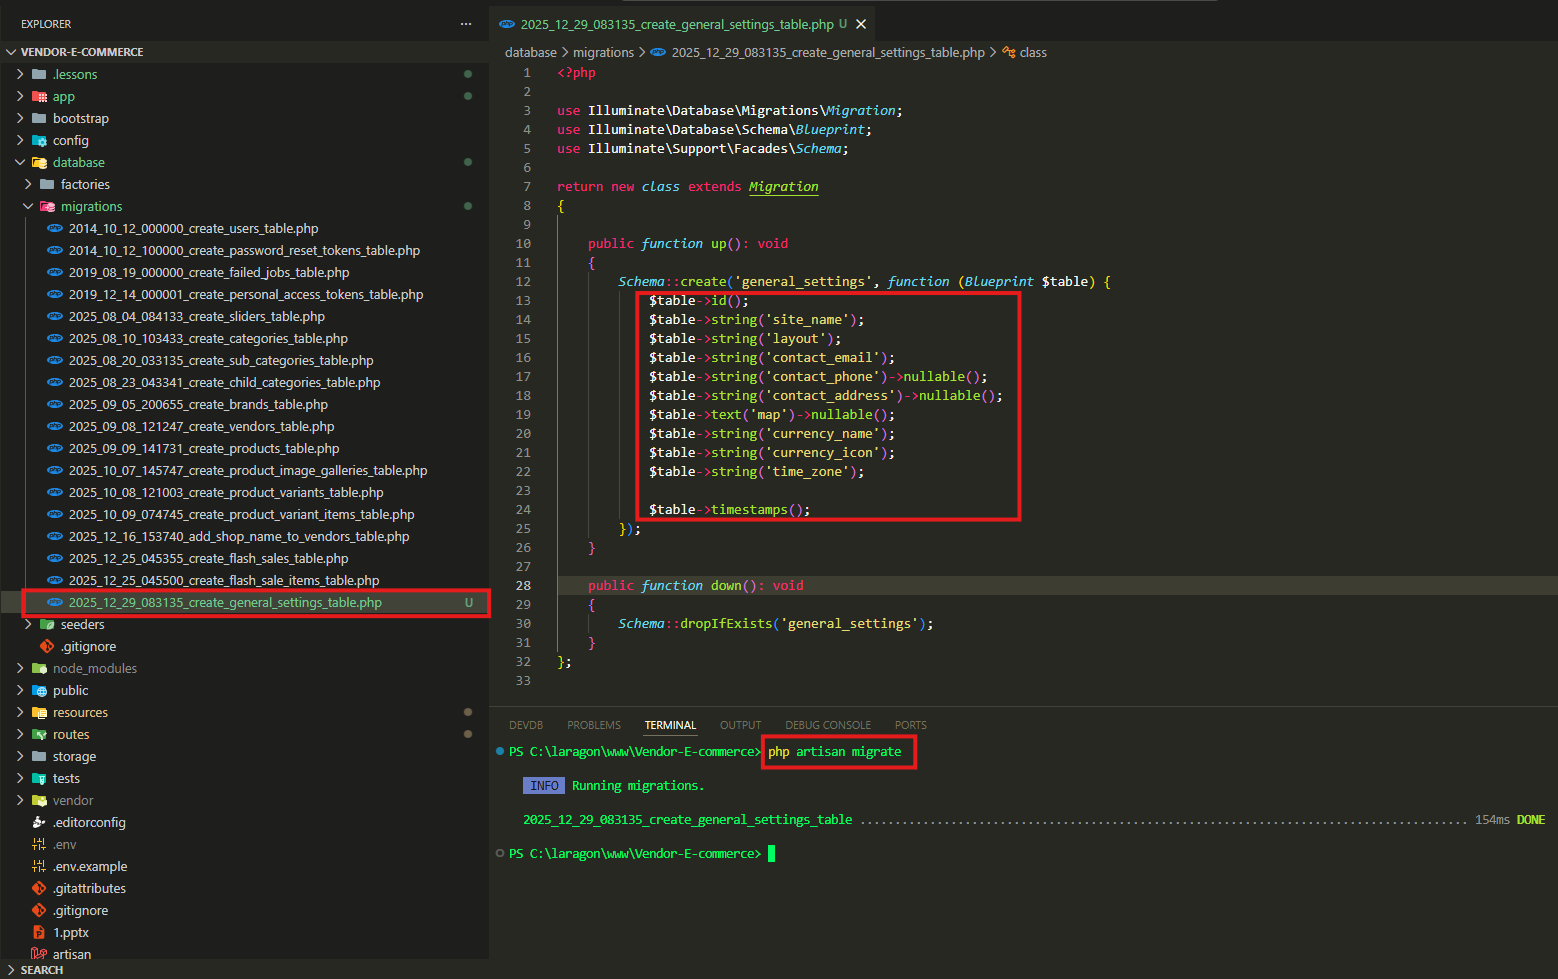 EXPLORER
VENDOR-E-COMMERCE
.lessons
app
bootstrap
config
database
factories
migrations
2014_10_12_000000_create_users_table.php
2014_10_12_100000_create_password_reset_tokens_table.php
2019_08_19_000000_create_failed_jobs_table.php
2019_12_14_000001_create_personal_access_tokens_table.php
2025_08_04_084133_create_sliders_table.php
2025_08_10_103433_create_categories_table.php
2025_08_20_033135_create_sub_categories_table.php
2025_08_23_043341_create_child_categories_table.php
2025_09_05_200655_create_brands_table.php
2025_09_08_121247_create_vendors_table.php
2025_09_09_141731_create_products_table.php
2025_10_07_145747_create_product_image_galleries_table.php
2025_10_08_121003_create_product_variants_table.php
2025_10_09_074745_create_product_variant_items_table.php
2025_12_16_153740_add_shop_name_to_vendors_table.php
2025_12_25_045355_create_flash_sales_table.php
2025_12_25_045500_create_flash_sale_items_table.php
2025_12_29_083135_create_general_settings_table.php U
seeders
.gitignore
node_modules
public
resources
routes
storage
tests
vendor
.editorconfig
.env
.env.example
.gitattributes
.gitignore
1.pptx
artisan
SEARCH
2025_12_29_083135_create_general_settings_table.php U
database > migrations > 2025_12_29_083135_create_general_settings_table.php > class
1 <?php
2
3 use Illuminate\Database\Migrations\Migration;
4 use Illuminate\Database\Schema\Blueprint;
5 use Illuminate\Support\Facades\Schema;
6
7 return new class extends Migration
8 {
9
10 public function up(): void
11 {
12 Schema::create('general_settings', function (Blueprint $table) {
13 $table->id();
14 $table->string('site_name');
15 $table->string('layout');
16 $table->string('contact_email');
17 $table->string('contact_phone')->nullable();
18 $table->string('contact_address')->nullable();
19 $table->text('map')->nullable();
20 $table->string('currency_name');
21 $table->string('currency_icon');
22 $table->string('time_zone');
23
24 $table->timestamps();
25 });
26 }
27
28 public function down(): void
29 {
30 Schema::dropIfExists('general_settings');
31 }
32 };
33
DEVDB PROBLEMS TERMINAL OUTPUT DEBUG CONSOLE PORTS
PS C:\laragon\www\Vendor-E-commerce> php artisan migrate
INFO Running migrations.
2025_12_29_083135_create_general_settings_table ........................................................................................ 154ms DONE
PS C:\laragon\www\Vendor-E-commerce>